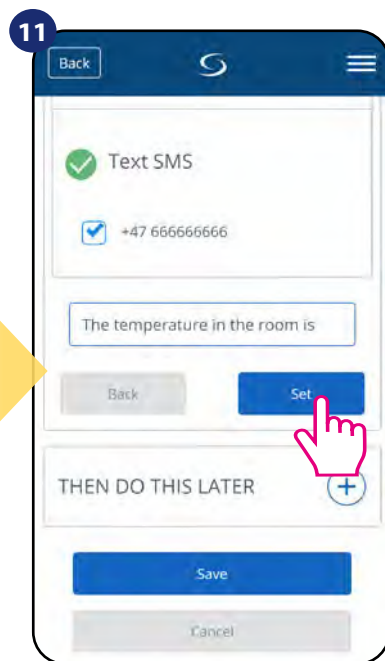 11
Back
Text SMS
+47 666666666
The temperature in the room is
Back Set
THEN DO THIS LATER
Save
Cancel